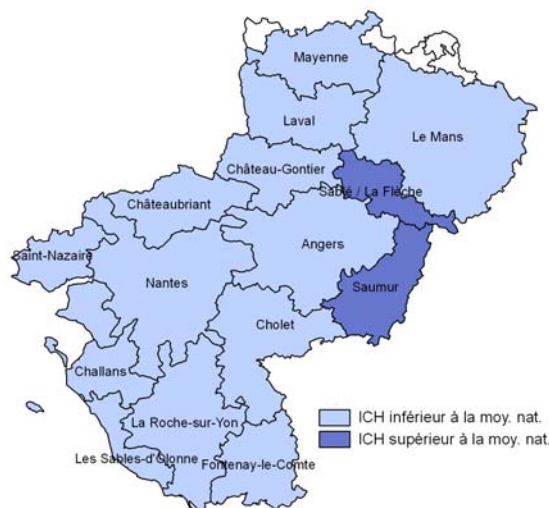 Mayenne
Laval
Le Mans
Château-Gontier
Sablé / La Flèche
Châteaubriant
Angers
Saint-Nazaire
Nantes
Saumur
Cholet
Challans
ICH inférieur à la moy. nat.
La Roche-sur-Yon
ICH supérieur à la moy. nat.
Les Sables-d'Olonne
Fontenay-le-Comte